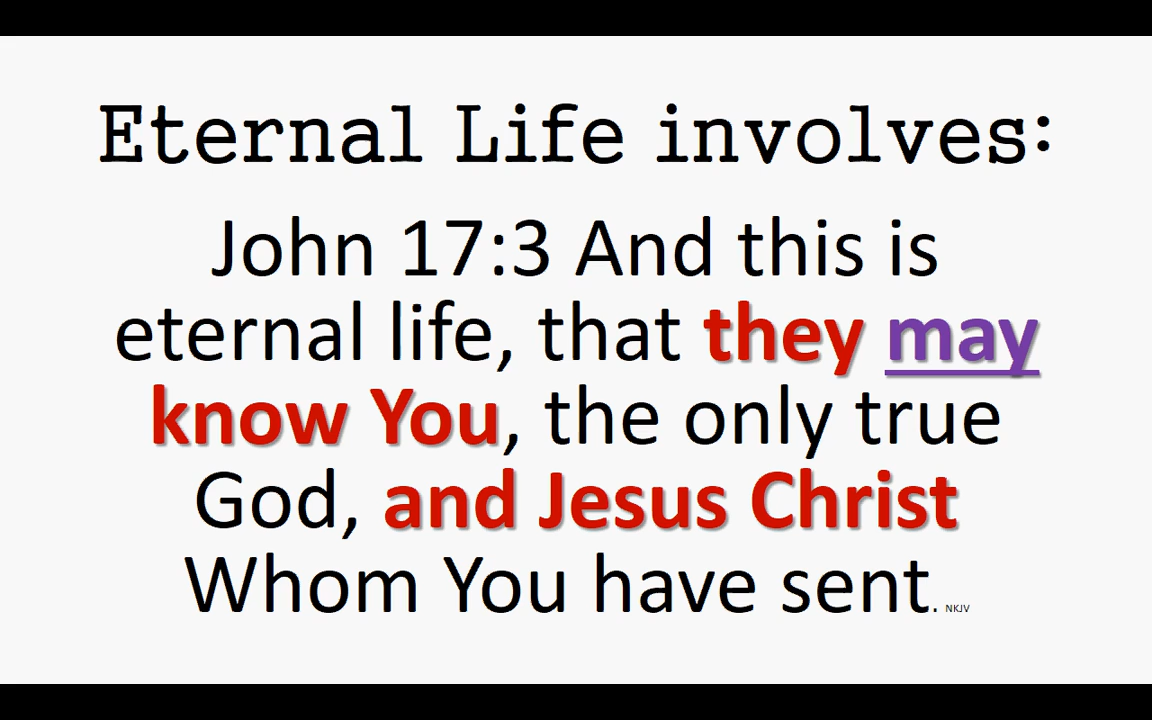 Eternal Life involves:
John 17:3 And this is
eternal life, that they may
know You, the only true
God, and Jesus Christ
Whom You have sent. NKJV